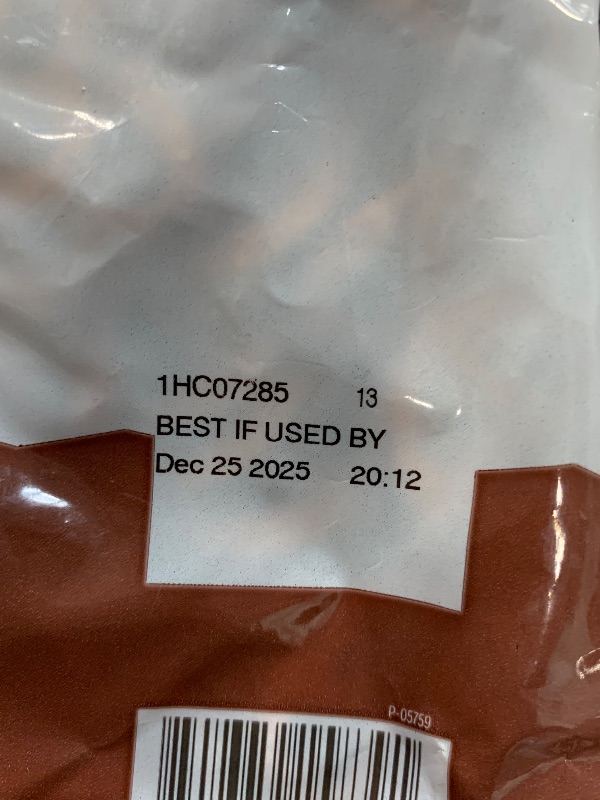 1HC07285 13
BEST IF USED BY
Dec 25 2025 20:12
P-05759